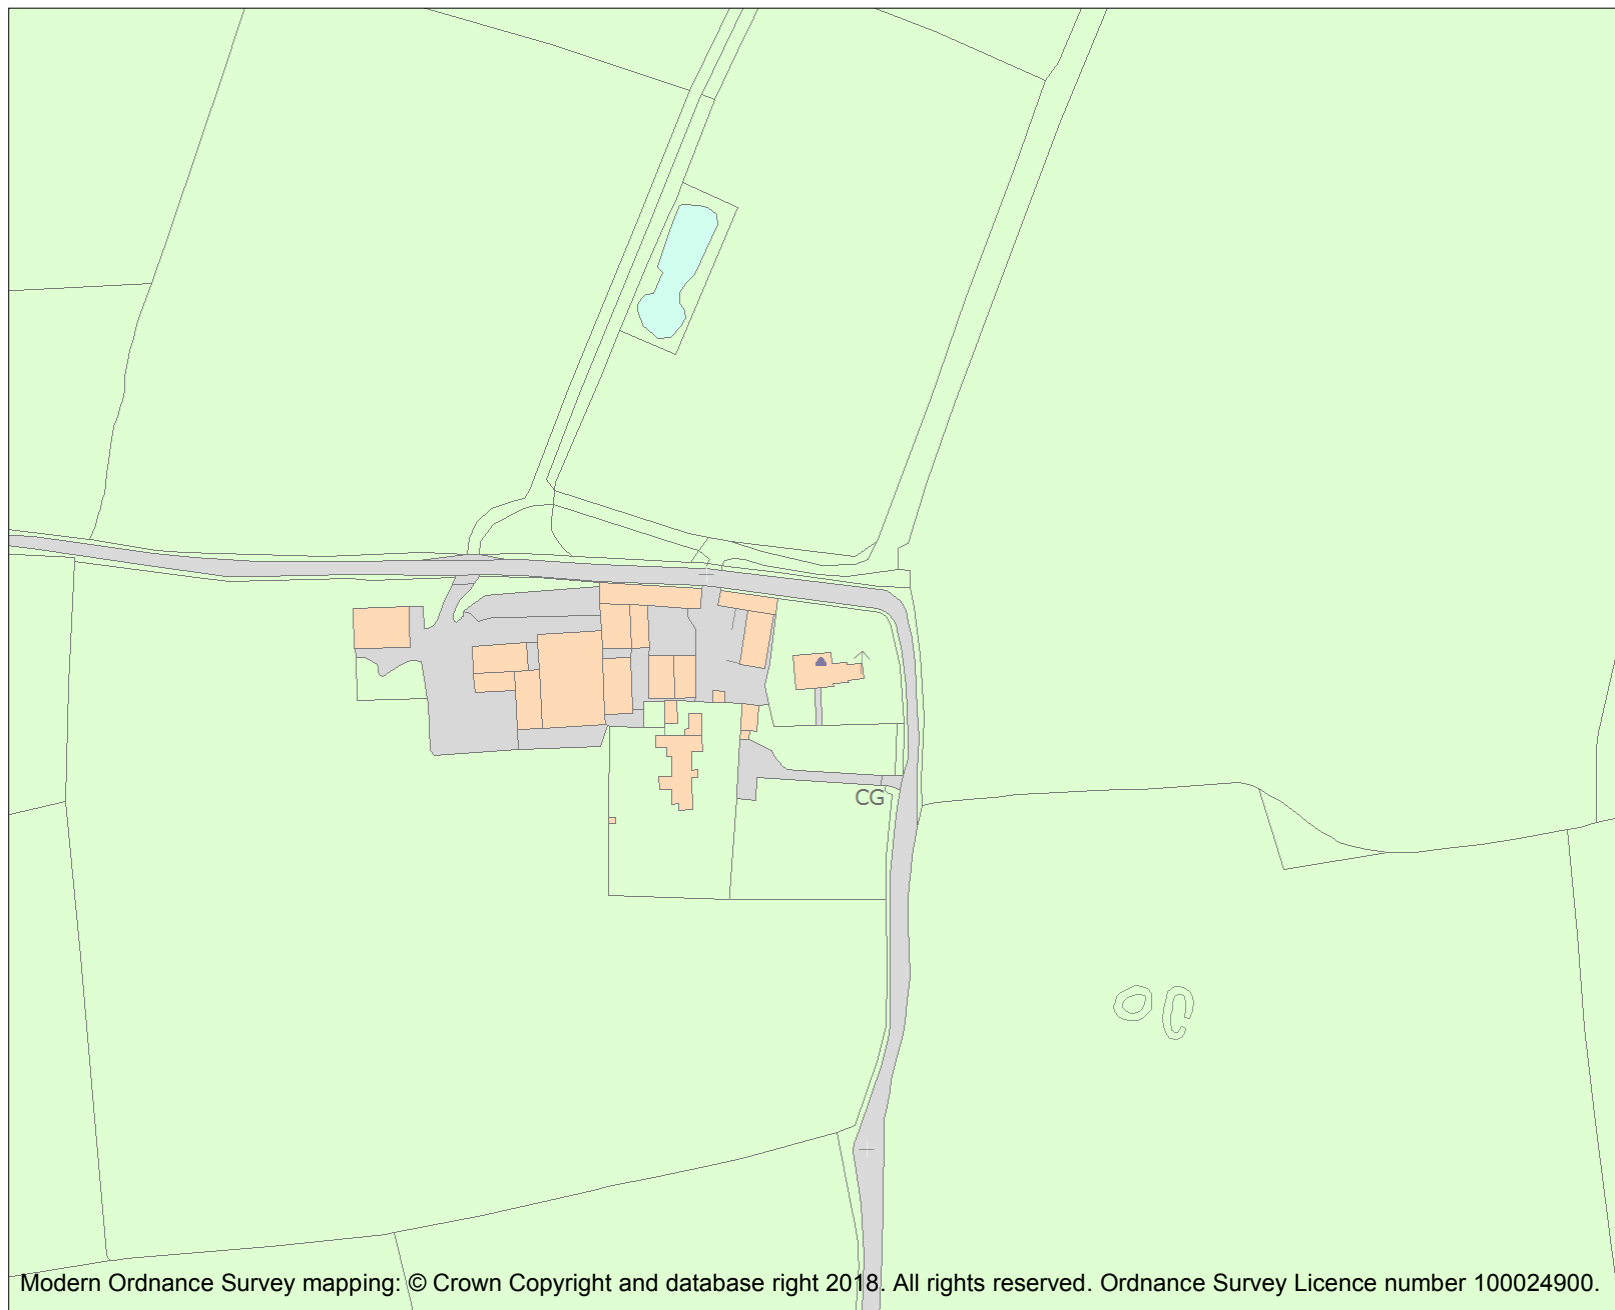 CG
Modern Ordnance Survey mapping: © Crown Copyright and database right 2018. All rights reserved. Ordnance Survey Licence number 100024900.